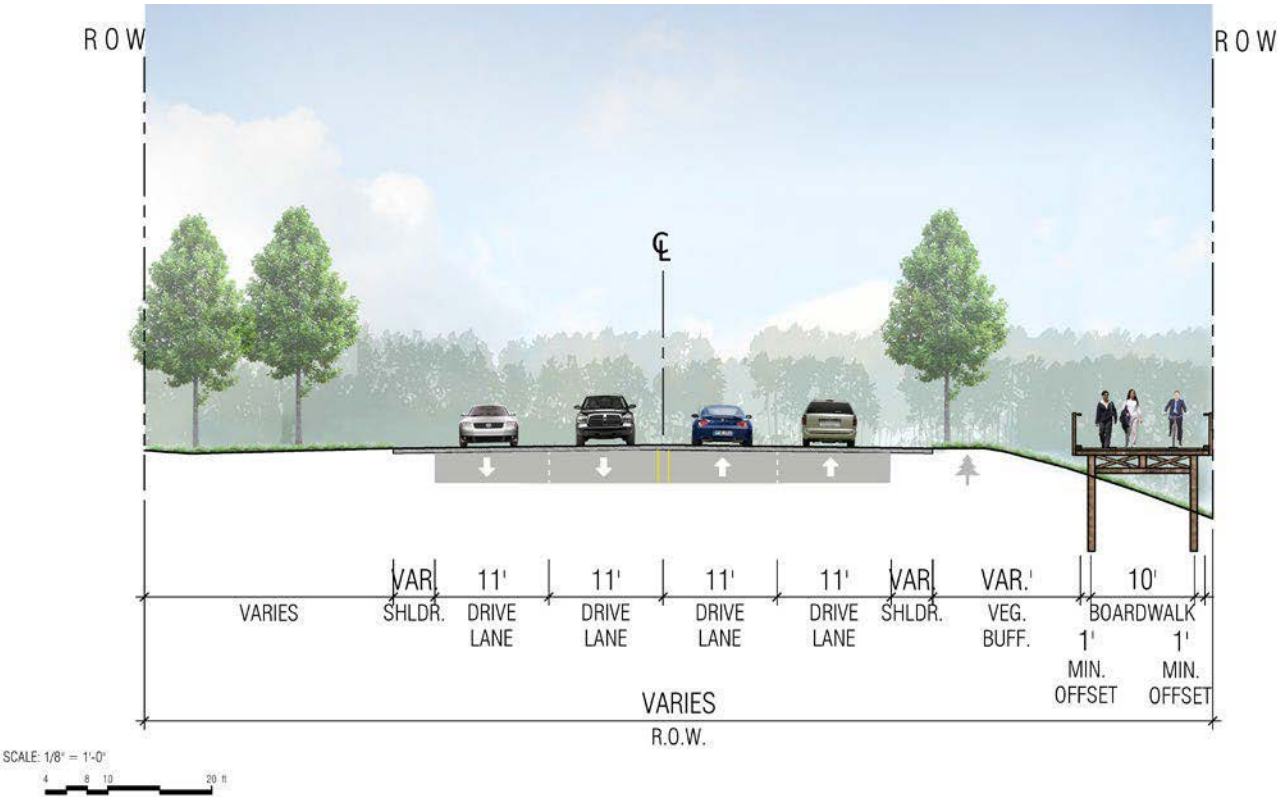 ROW
ROW
℄
VAR.
11'
11'
11'
11'
VAR.
VAR.'
10'
VARIES
SHLDR.
DRIVE
LANE
DRIVE
LANE
DRIVE
LANE
DRIVE
LANE
SHLDR.
VEG.
BUFF.
BOARDWALK
1'
MIN.
OFFSET
1'
MIN.
OFFSET
VARIES
R.O.W.
SCALE: 1/8" = 1'-0"
4 8 10 20 ft